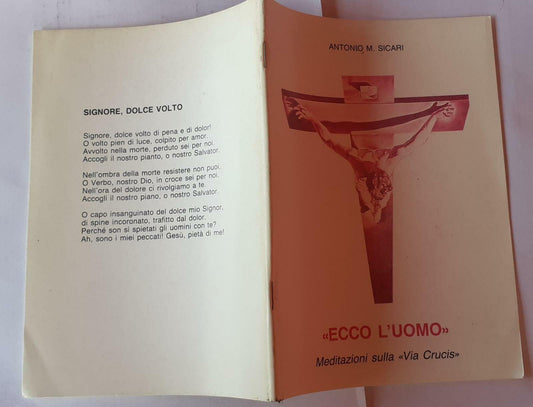 SIGNORE, DOLCE VOLTO
Signore, dolce volto di pena e di dolor!
O volto pien di luce, colpito per amor.
Avvolto nella morte, perduto sei per noi.
Accogli il nostro pianto, o nostro Salvator.
Nell'ombra della morte resistere non puoi.
O Verbo, nostro Dio, in croce sei per noi.
Nell'ora del dolore ci rivolgiamo a te.
Accogli il nostro piano, o nostro Salvator.
O capo insanguinato del dolce mio Signor,
di spine incoronato, trafitto dal dolor.
Perché son sì spietati gli uomini con te?
Ah, sono i miei peccati! Gesù, pietà di me!
ANTONIO M. SICARI
«ECCO L'UOMO»
Meditazioni sulla «Via Crucis»